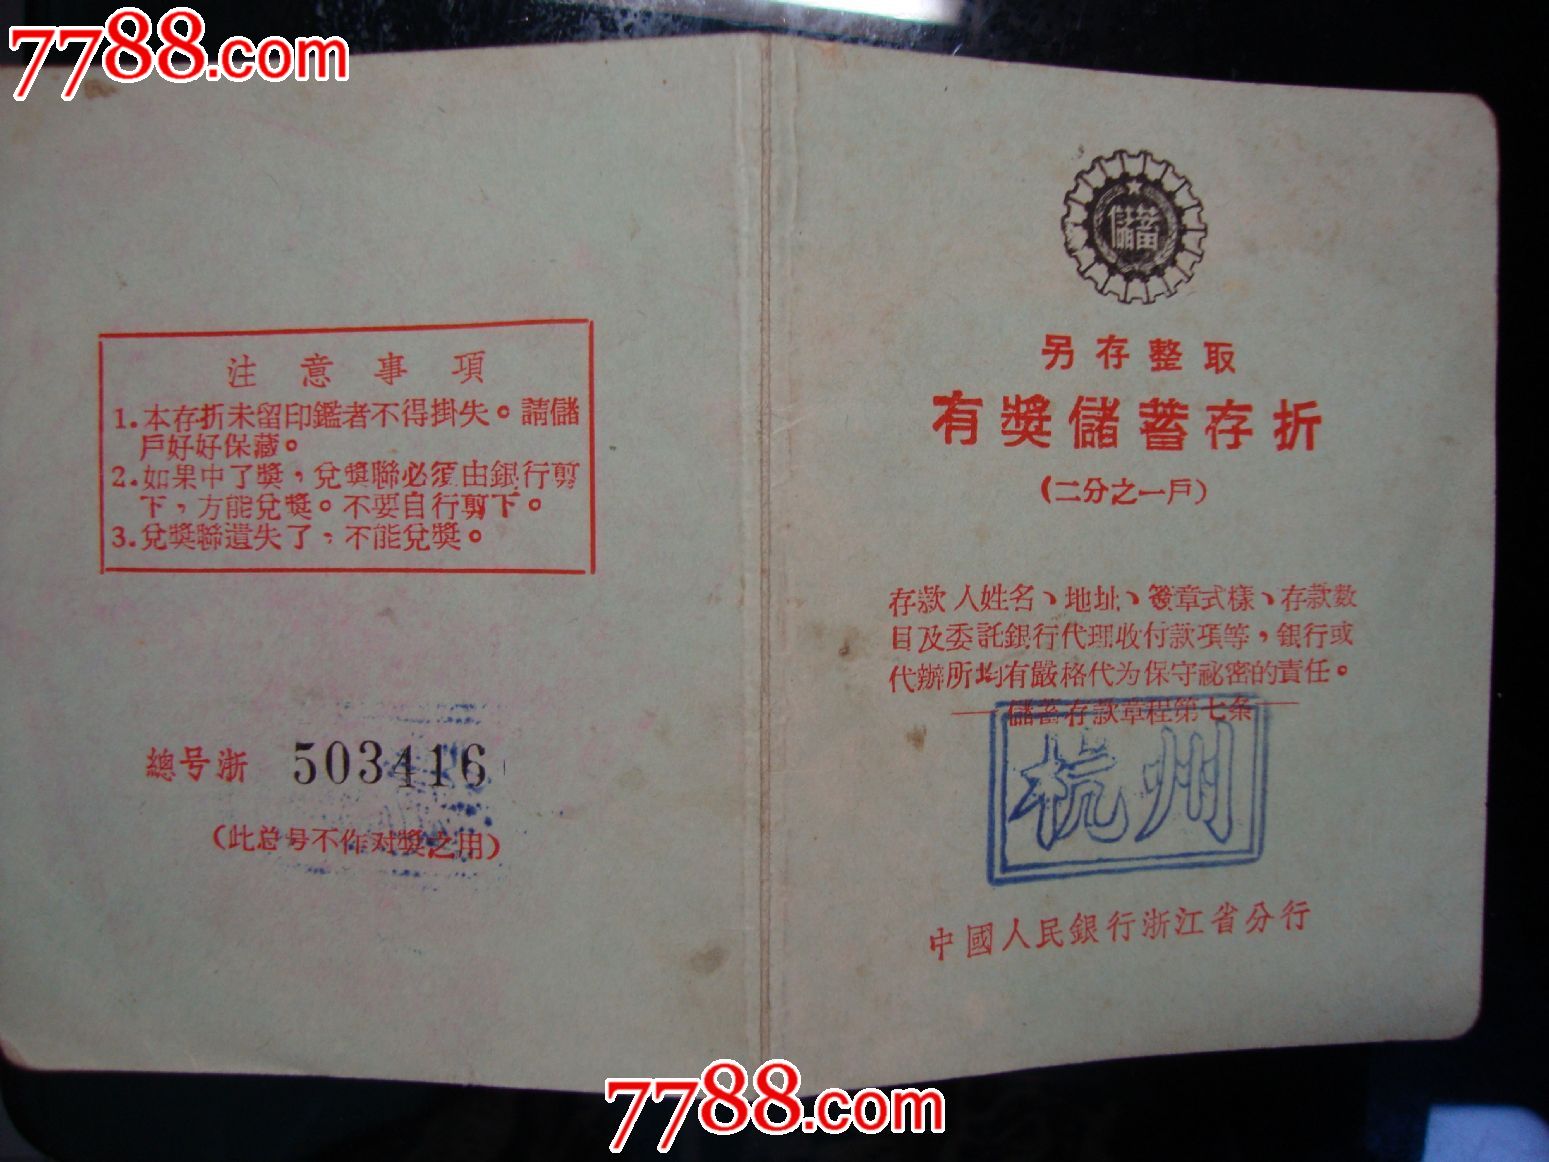 7788.com
注意事項
1.本存折未留印鑑者不得掛失。請儲
戶好好保藏。
2.如果中了獎，兌獎聯必須由銀行剪
下，方能兌獎。不要自行剪下。
3.兌獎聯遺失了，不能兌獎。
總号浙 503416
(此总号不作对獎之用)
儲蓄
另存整取
有獎儲蓄存折
(二分之一戶)
存款人姓名、地址、簽章式樣、存款數
目及委託銀行代理收付款項等，銀行或
代辦所均有嚴格代为保守祕密的責任。
儲蓄存款章程第七条
杭州
中國人民銀行浙江省分行
7788.com